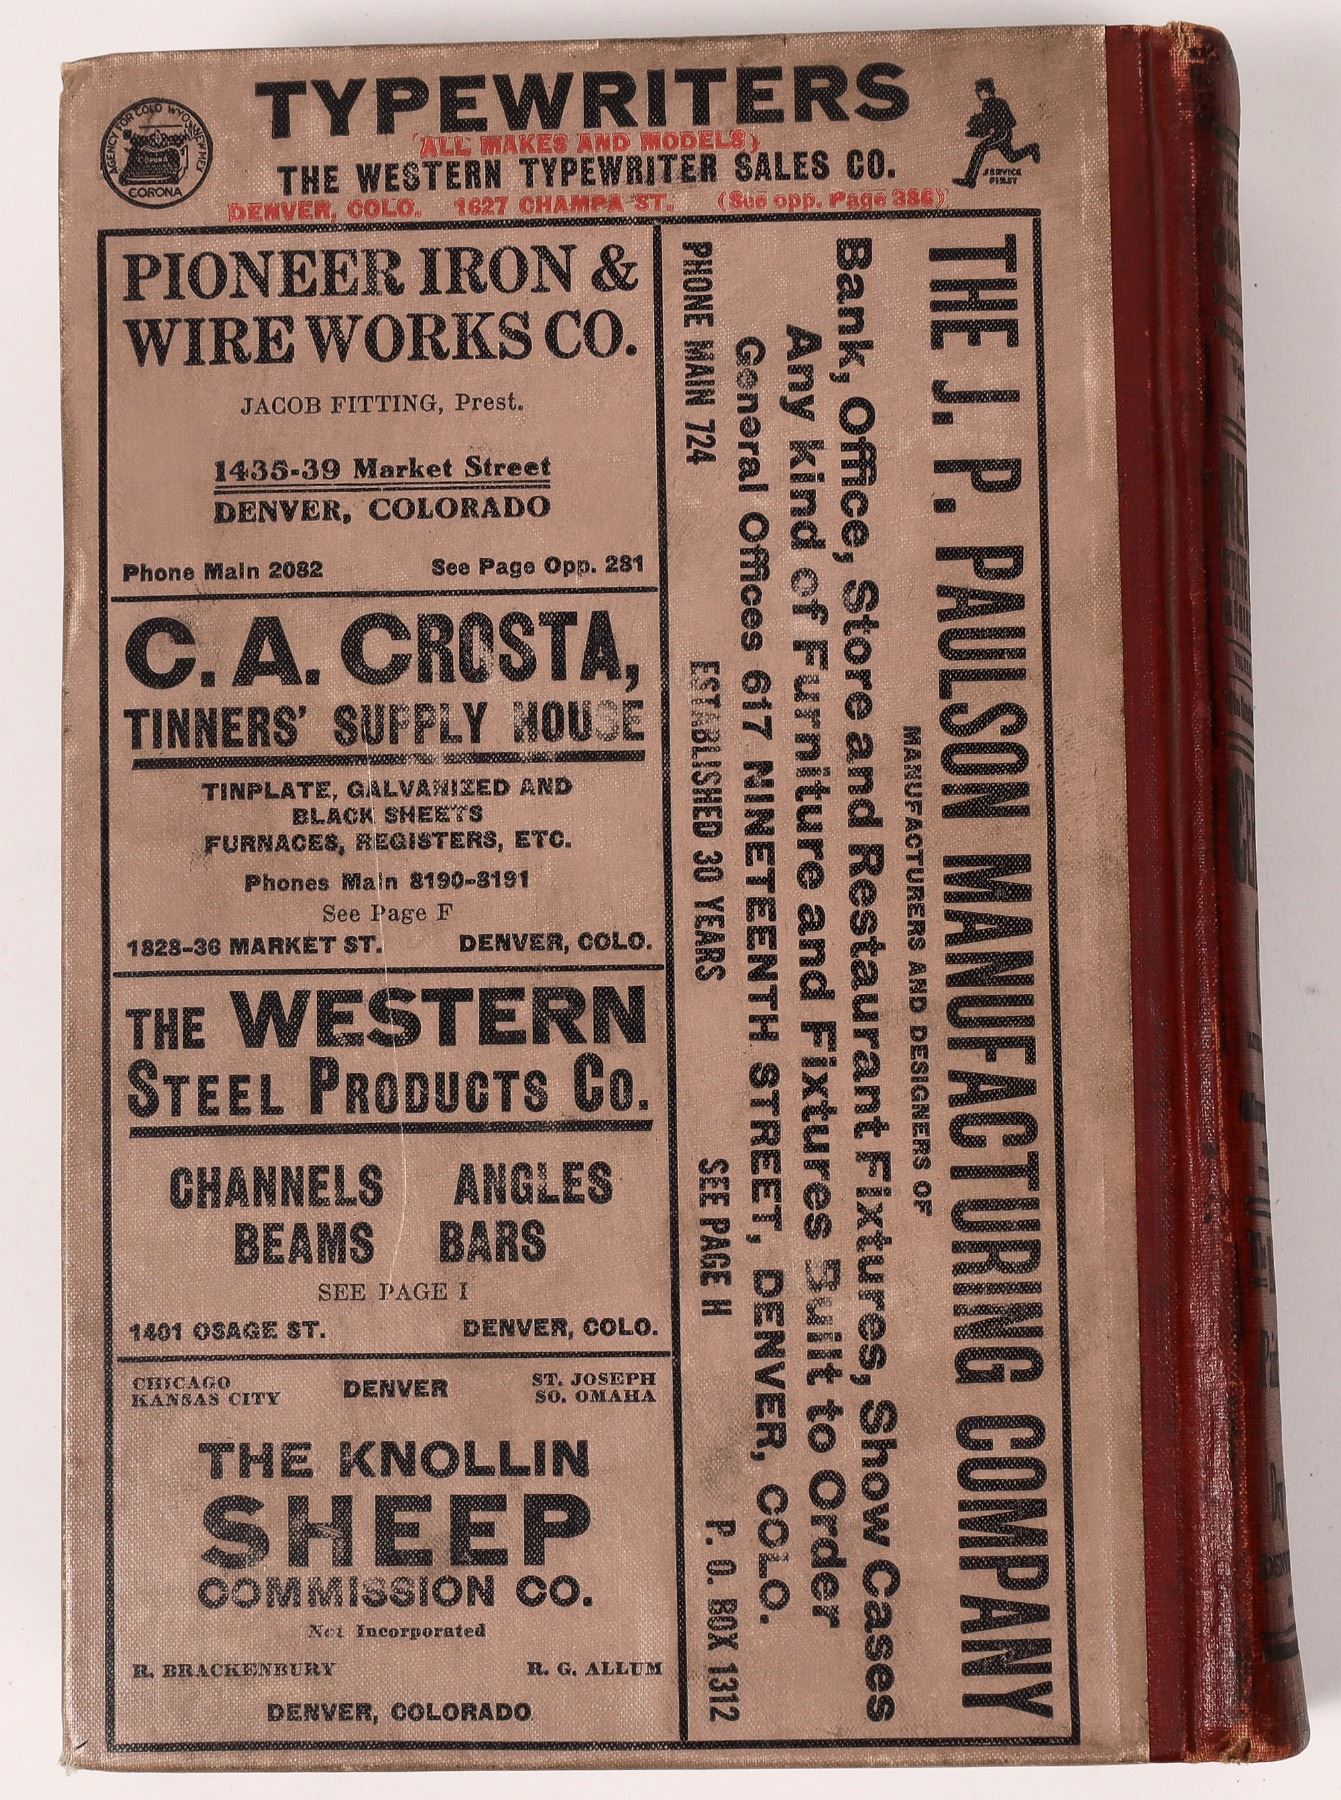 TYPEWRITERS
(ALL MAKES AND MODELS)
THE WESTERN TYPEWRITER SALES CO.
DENVER, COLO. 1627 CHAMPA ST. (See opp. Page 386)
AGENCY FOR COLO WYO & NEW MEX
CORONA
SERVICE
FIRST
PIONEER IRON &
WIRE WORKS CO.
JACOB FITTING, Prest.
1435-39 Market Street
DENVER, COLORADO
Phone Main 2082 See Page Opp. 281
C. A. CROSTA,
TINNERS' SUPPLY HOUSE
TINPLATE, GALVANIZED AND
BLACK SHEETS
FURNACES, REGISTERS, ETC.
Phones Main 8190-8191
See Page F
1828-36 MARKET ST. DENVER, COLO.
THE WESTERN
STEEL PRODUCTS CO.
CHANNELS ANGLES
BEAMS BARS
SEE PAGE I
1401 OSAGE ST. DENVER, COLO.
CHICAGO
KANSAS CITY
DENVER
ST. JOSEPH
SO. OMAHA
THE KNOLLIN
SHEEP
COMMISSION CO.
Not Incorporated
R. BRACKENBURY R. G. ALLUM
DENVER, COLORADO
THE J. P. PAULSON MANUFACTURING COMPANY
MANUFACTURERS AND DESIGNERS OF
Bank, Office, Store and Restaurant Fixtures, Show Cases
Any kind of Furniture and Fixtures Built to Order
General Offices 617 NINETEENTH STREET, DENVER, COLO.
PHONE MAIN 724 ESTABLISHED 30 YEARS SEE PAGE H P. O. BOX 1312